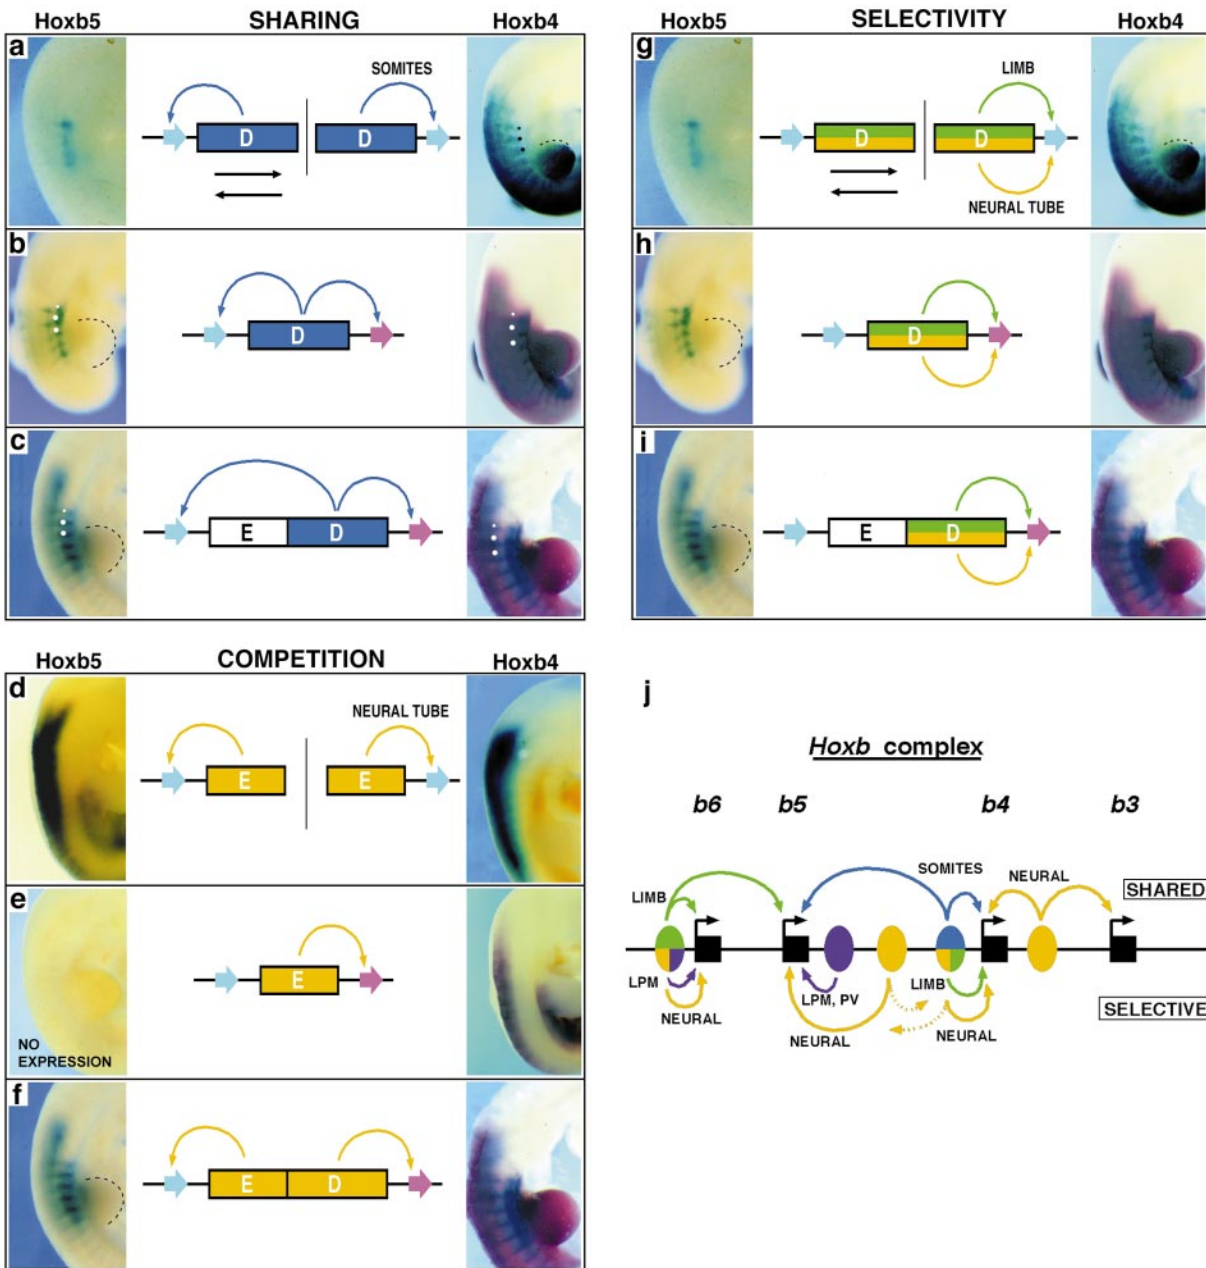 Hoxb5 SHARING Hoxb4
a
SOMITES
D D
b
D
c
E D
Hoxb5 SELECTIVITY Hoxb4
g
LIMB
D D
NEURAL TUBE
h
D
i
E D
Hoxb5 COMPETITION Hoxb4
d
NEURAL TUBE
E E
e
E
NO
EXPRESSION
f
E D
j
Hoxb complex
b6 b5 b4 b3
SOMITES NEURAL
LIMB SHARED
LPM LPM, PV LIMB
NEURAL NEURAL NEURAL SELECTIVE